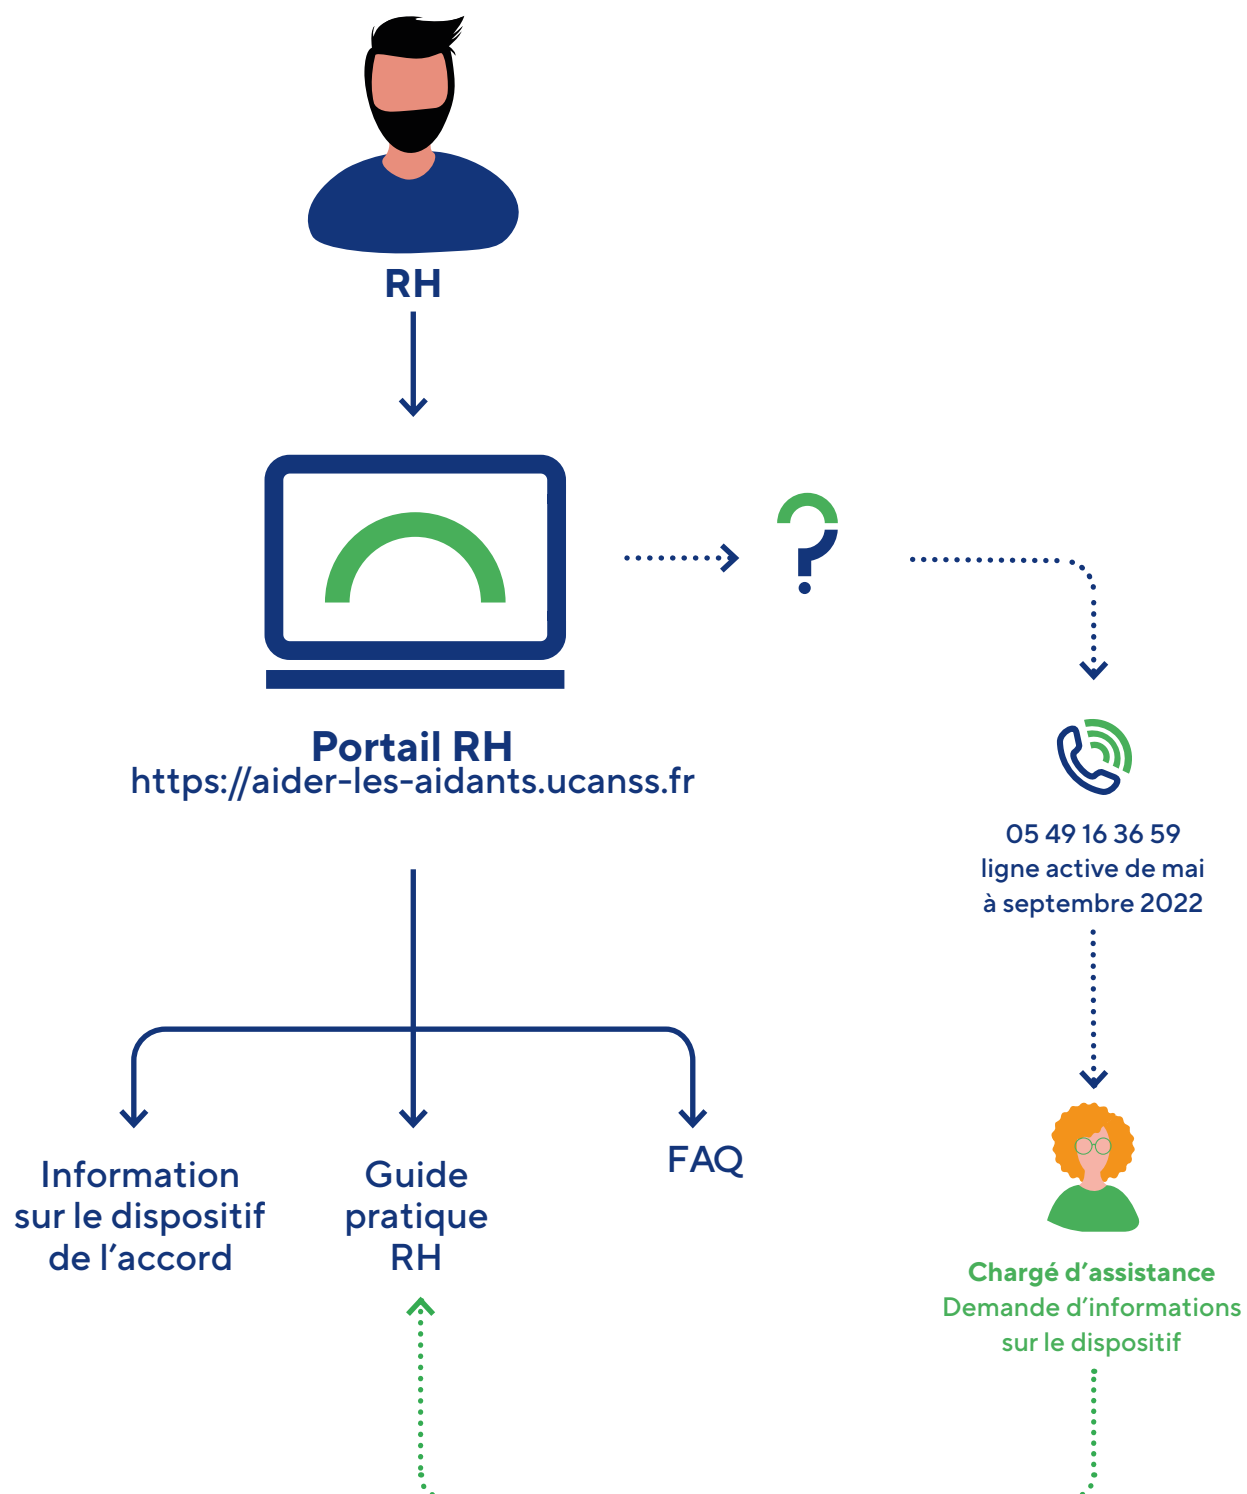 RH
Portail RH
https://aider-les-aidants.ucanss.fr
05 49 16 36 59
ligne active de mai
à septembre 2022
Information
sur le dispositif
de l’accord
Guide
pratique
RH
FAQ
Chargé d’assistance
Demande d’informations
sur le dispositif